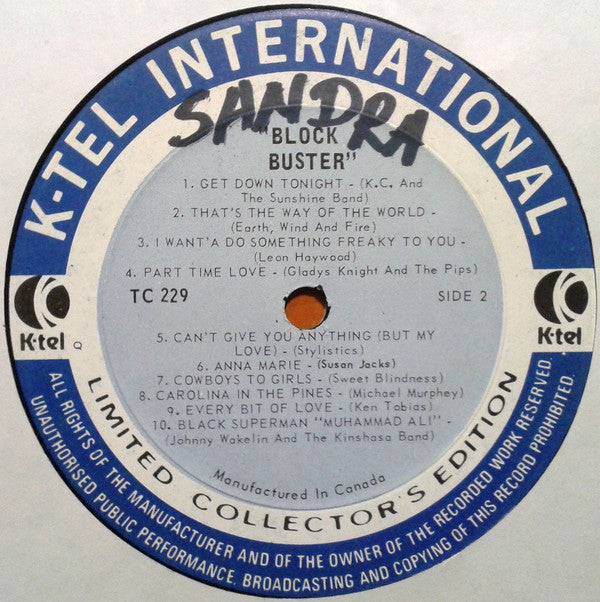 K-TEL INTERNATIONAL
SANDRA
"BLOCK
BUSTER"
1. GET DOWN TONIGHT - (K.C. And
The Sunshine Band)
2. THAT'S THE WAY OF THE WORLD -
(Earth, Wind And Fire)
3. I WANT'A DO SOMETHING FREAKY TO YOU -
(Leon Haywood)
4. PART TIME LOVE - (Gladys Knight And The Pips)
TC 229
SIDE 2
K-tel
K-tel
5. CAN'T GIVE YOU ANYTHING (BUT MY
LOVE) - (Stylistics)
6. ANNA MARIE - (Susan Jacks)
7. COWBOYS TO GIRLS - (Sweet Blindness)
8. CAROLINA IN THE PINES - (Michael Murphey)
9. EVERY BIT OF LOVE - (Ken Tobias)
10. BLACK SUPERMAN "MUHAMMAD ALI" -
(Johnny Wakelin And The Kinshasa Band)
Manufactured In Canada
LIMITED COLLECTOR'S EDITION
ALL RIGHTS OF THE MANUFACTURER AND OF THE OWNER OF THE RECORDED WORK RESERVED.
UNAUTHORISED PUBLIC PERFORMANCE, BROADCASTING AND COPYING OF THIS RECORD PROHIBITED.